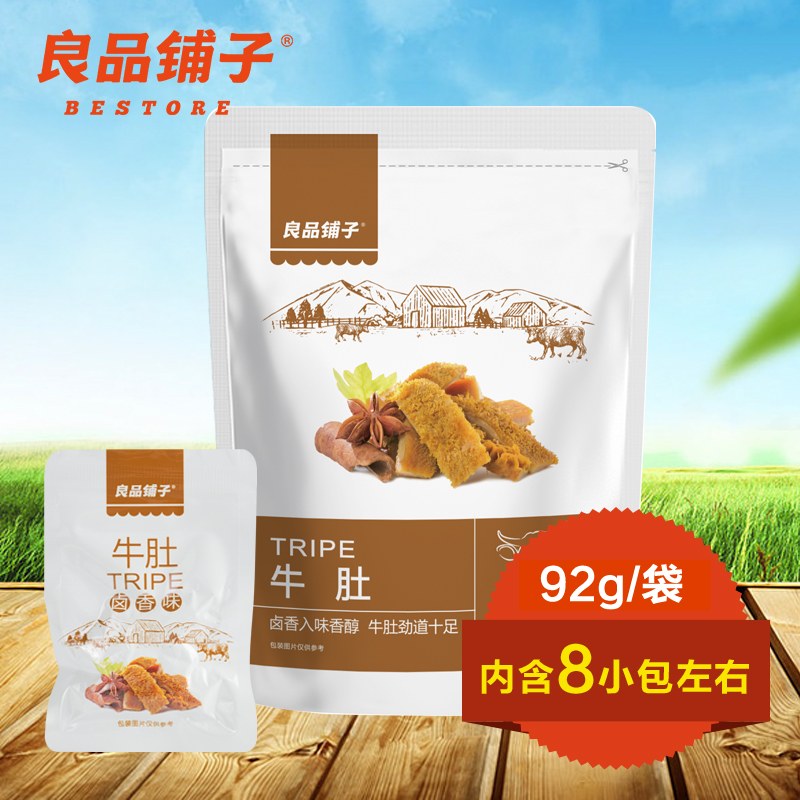 良品铺子®
BESTORE
良品铺子®
TRIPE
牛肚
卤香入味香醇 牛肚劲道十足
包装图片仅供参考
良品铺子®
牛肚
TRIPE
卤香味
包装图片仅供参考
92g/袋
内含8小包左右